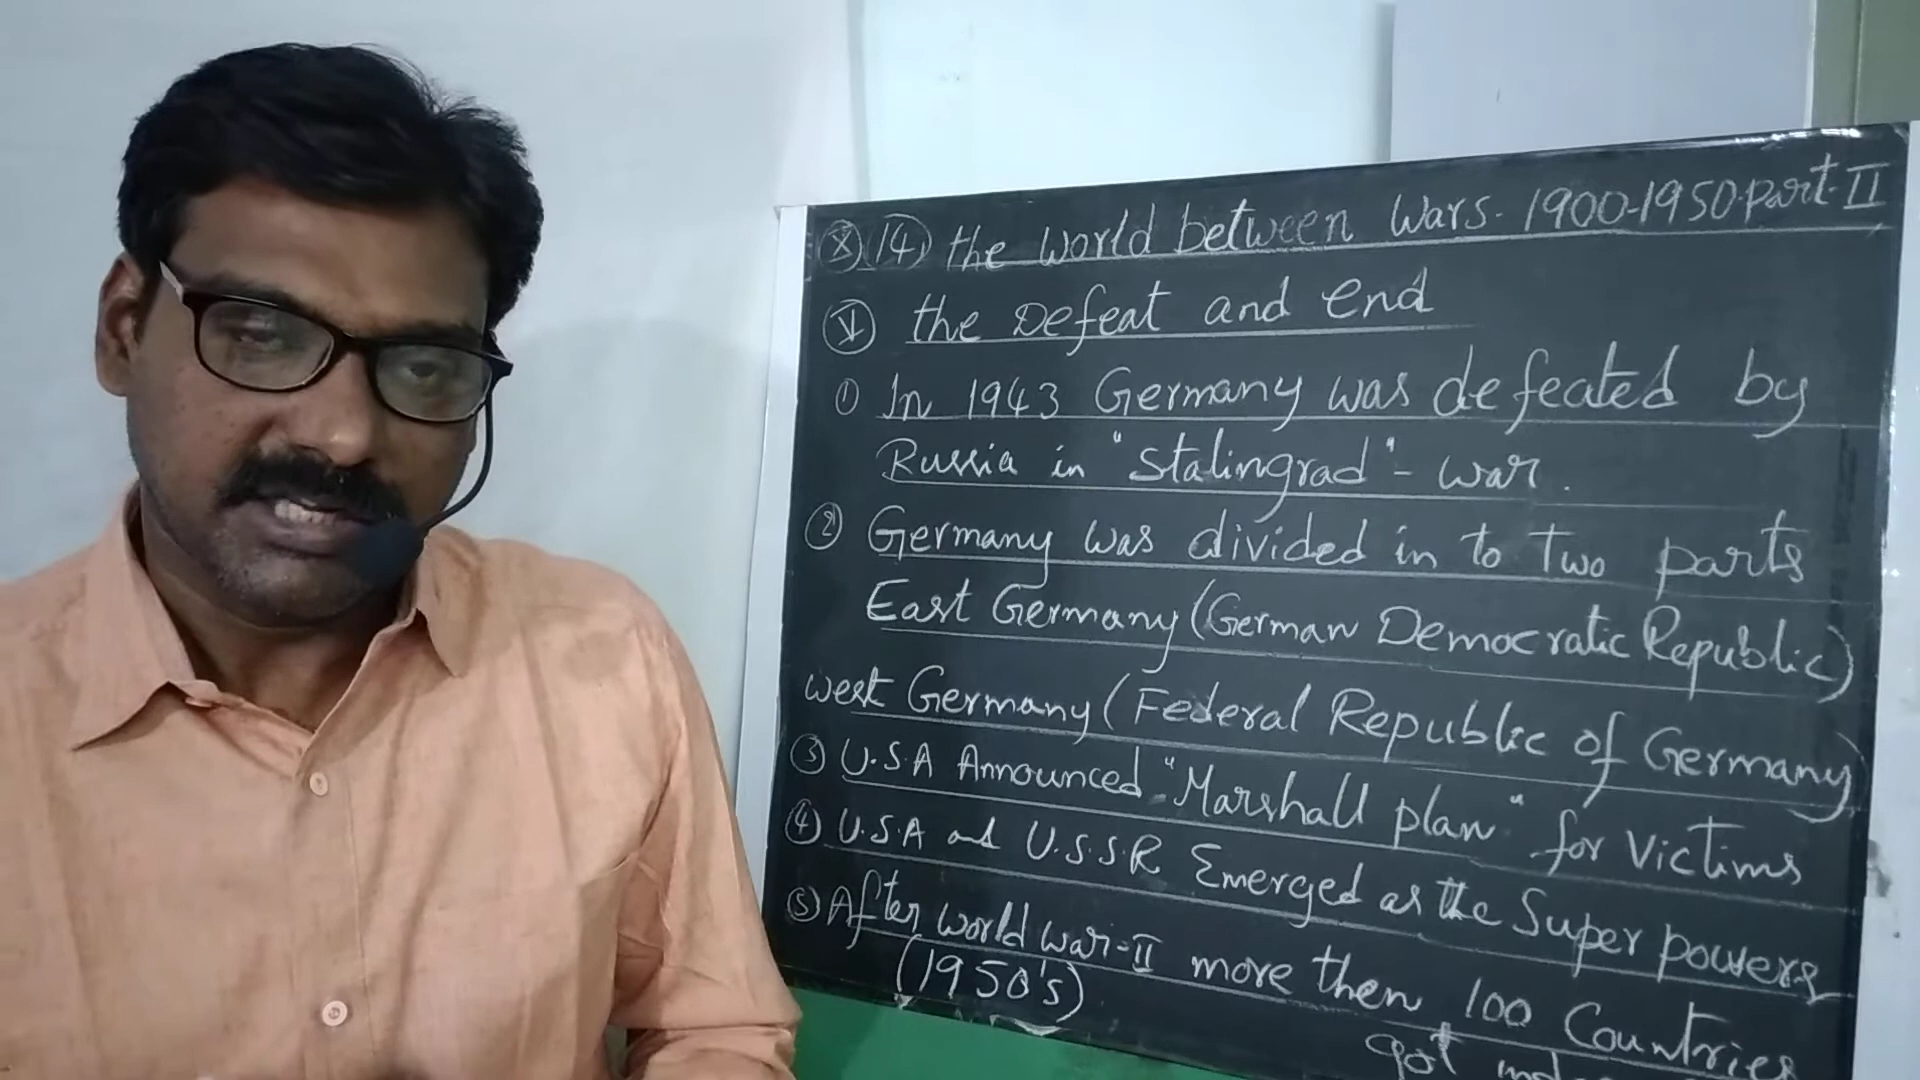 X 14) the World between Wars. 1900-1950 part-II
V the Defeat and end
1) In 1943 Germany was defeated by
Russia in "Stalingrad"- war.
2) Germany was divided in to Two parts
East Germany (German Democratic Republic)
West Germany (Federal Republic of Germany)
3) U.S.A Announced "Marshall plan" for Victims
4) U.S.A and U.S.S.R Emerged as the Super powers
5) After World War-II more then 100 Countries
(1950's) got